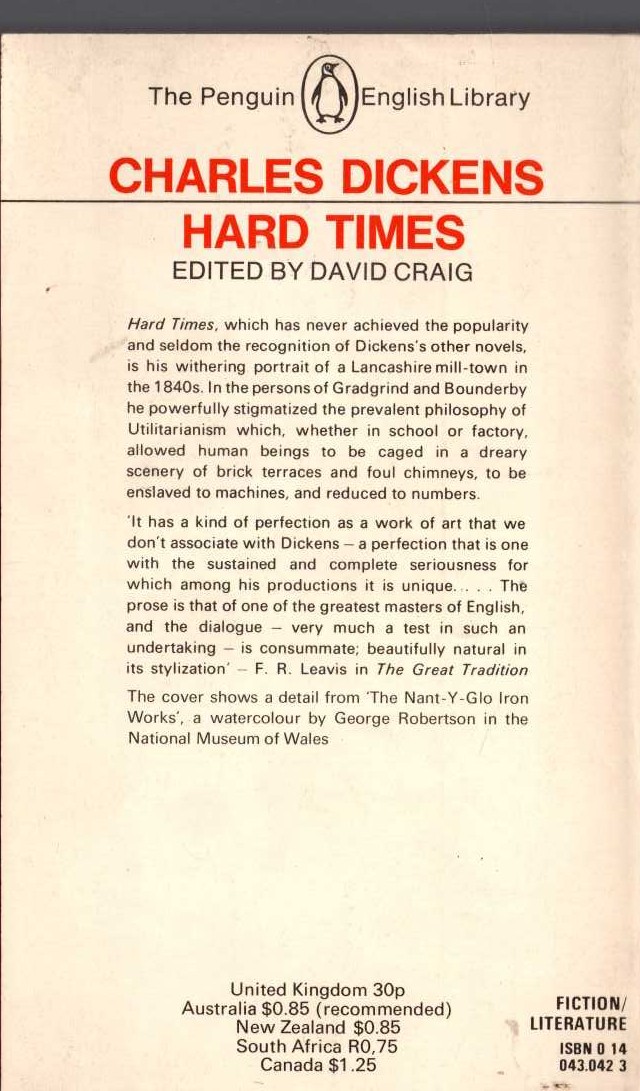 The Penguin English Library
CHARLES DICKENS
HARD TIMES
EDITED BY DAVID CRAIG
Hard Times, which has never achieved the popularity
and seldom the recognition of Dickens's other novels,
is his withering portrait of a Lancashire mill-town in
the 1840s. In the persons of Gradgrind and Bounderby
he powerfully stigmatized the prevalent philosophy of
Utilitarianism which, whether in school or factory,
allowed human beings to be caged in a dreary
scenery of brick terraces and foul chimneys, to be
enslaved to machines, and reduced to numbers.
'It has a kind of perfection as a work of art that we
don't associate with Dickens – a perfection that is one
with the sustained and complete seriousness for
which among his productions it is unique. . . . The
prose is that of one of the greatest masters of English,
and the dialogue – very much a test in such an
undertaking – is consummate; beautifully natural in
its stylization' – F. R. Leavis in The Great Tradition
The cover shows a detail from 'The Nant-Y-Glo Iron
Works', a watercolour by George Robertson in the
National Museum of Wales
United Kingdom 30p
Australia $0.85 (recommended)
New Zealand $0.85
South Africa R0,75
Canada $1.25
FICTION/
LITERATURE
ISBN 0 14
043.042 3